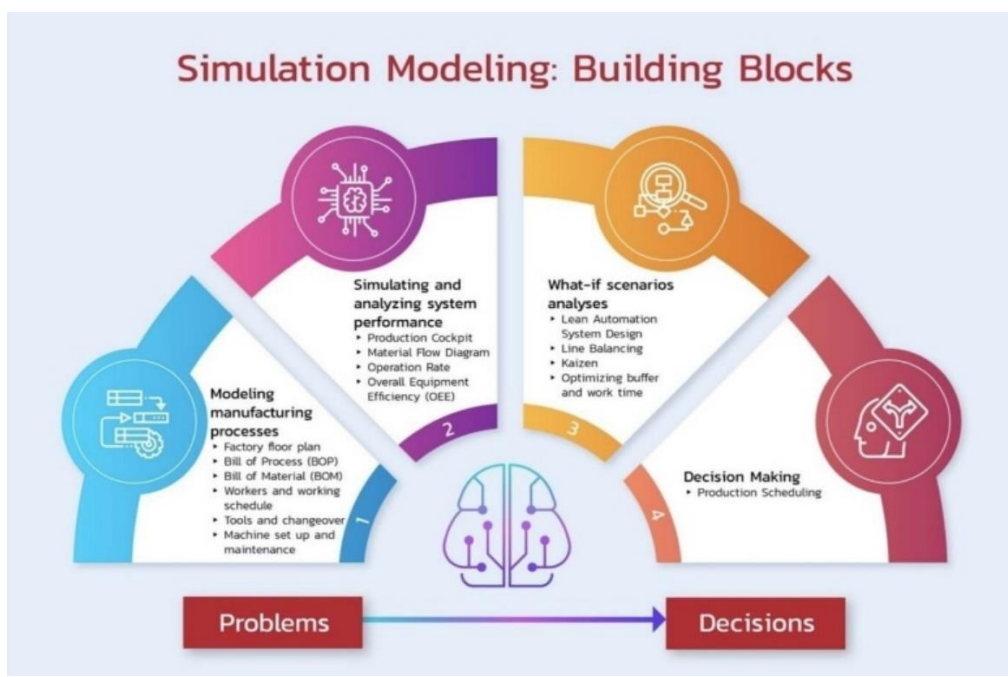 Simulation Modeling: Building Blocks
Modeling
manufacturing
processes
‣ Factory floor plan
‣ Bill of Process (BOP)
‣ Bill of Material (BOM)
‣ Workers and working
schedule
‣ Tools and changeover
‣ Machine set up and
maintenance
1
Simulating and
analyzing system
performance
‣ Production Cockpit
‣ Material Flow Diagram
‣ Operation Rate
‣ Overall Equipment
Efficiency (OEE)
2
What-if scenarios
analyses
‣ Lean Automation
System Design
‣ Line Balancing
‣ Kaizen
‣ Optimizing buffer
and work time
3
Decision Making
‣ Production Scheduling
4
Problems
Decisions